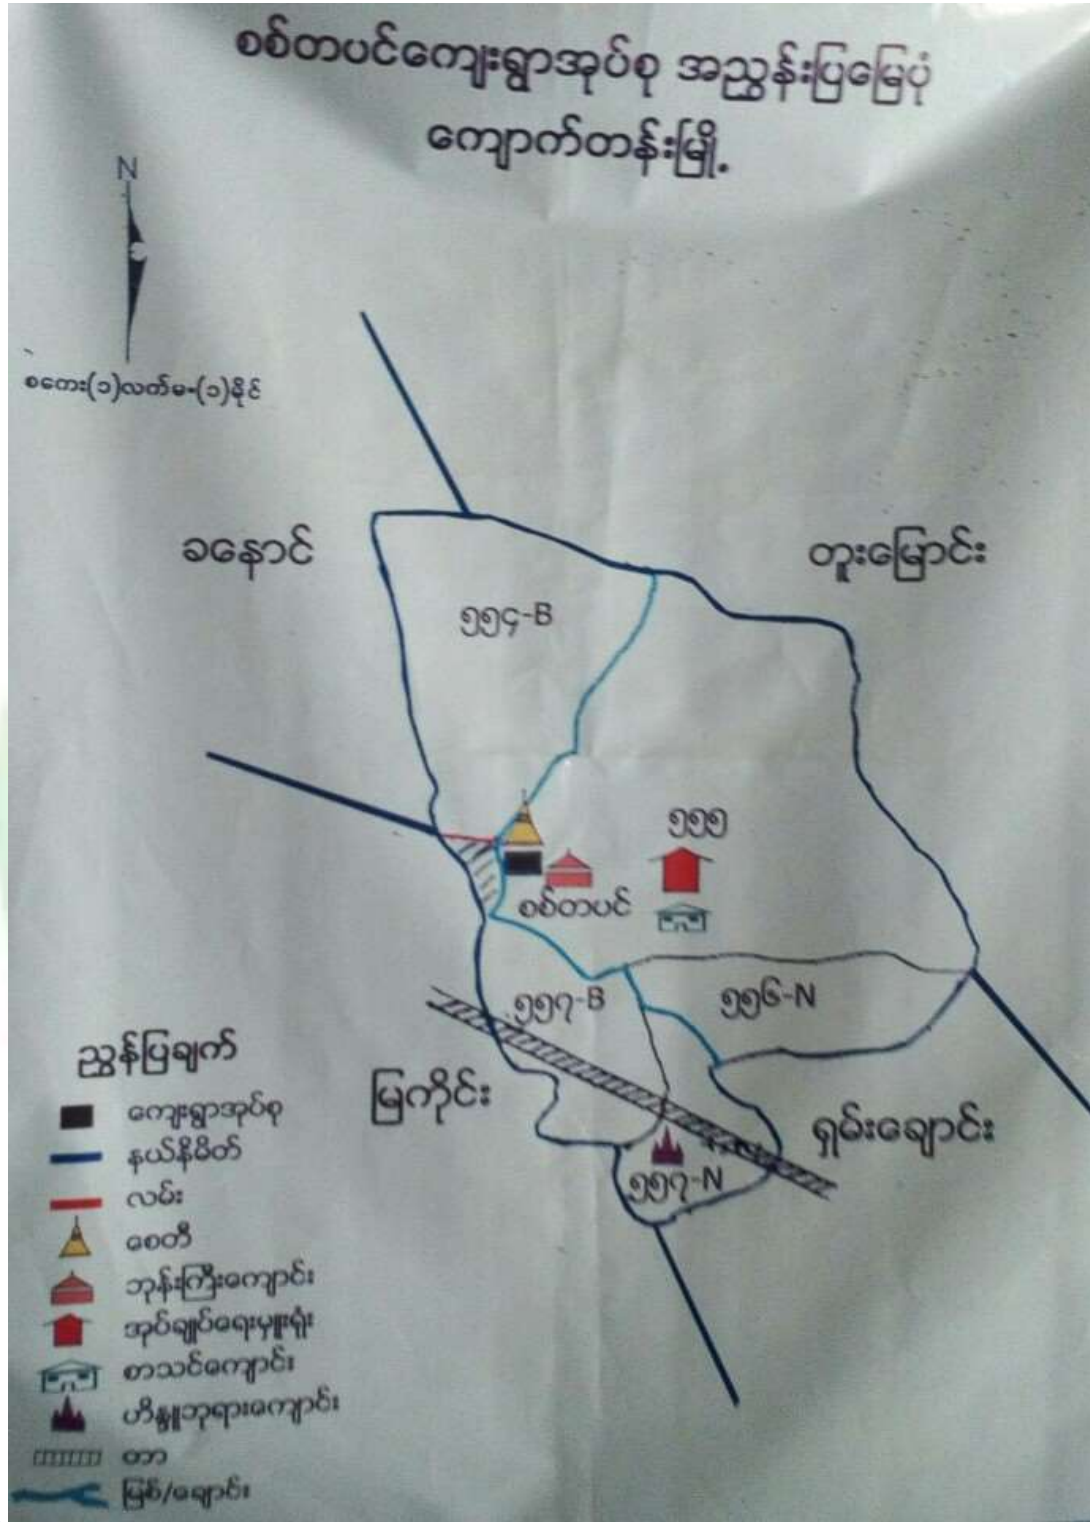 စစ်တပင်ကျေးရွာအုပ်စု အညွှန်းပြမြေပုံ
ကျောက်တန်းမြို့
N
စကေး(၁)လက်မ-(၁)မိုင်
ခနောင်
တူးမြောင်း
၅၅၄-B
၅၅၅
စစ်တပင်
၅၅၇-B
၅၅၆-N
မြကိုင်း
ရှမ်းချောင်း
၅၅၇-N
ညွှန်ပြချက်
ကျေးရွာအုပ်စု
နယ်နိမိတ်
လမ်း
စေတီ
ဘုန်းကြီးကျောင်း
အုပ်ချုပ်ရေးမှူးရုံး
စာသင်ကျောင်း
ဟိန္ဒူဘုရားကျောင်း
တာ
မြစ်/ချောင်း